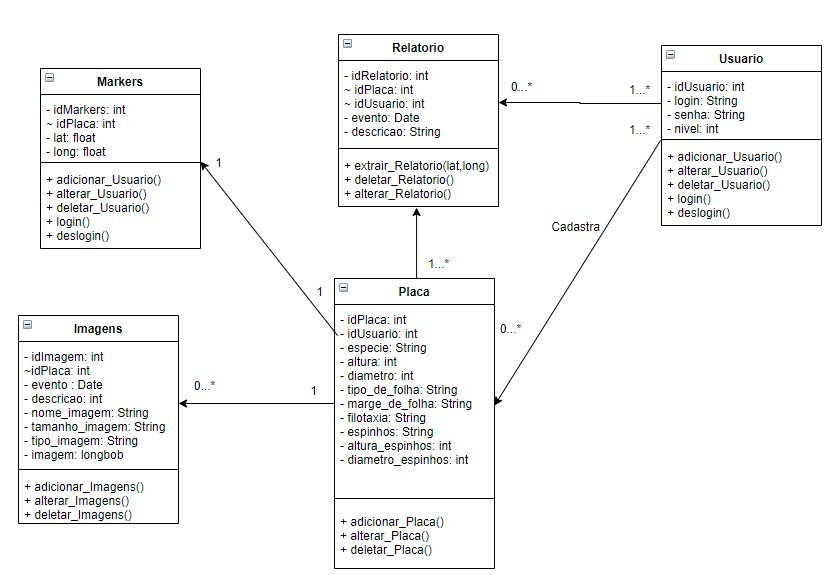 Markers
- idMarkers: int
~ idPlaca: int
- lat: float
- long: float
+ adicionar_Usuario()
+ alterar_Usuario()
+ deletar_Usuario()
+ login()
+ deslogin()
Relatorio
- idRelatorio: int
~ idPlaca: int
~ idUsuario: int
- evento: Date
- descricao: String
+ extrair_Relatorio(lat,long)
+ deletar_Relatorio()
+ alterar_Relatorio()
Usuario
- idUsuario: int
- login: String
- senha: String
- nivel: int
+ adicionar_Usuario()
+ alterar_Usuario()
+ deletar_Usuario()
+ login()
+ deslogin()
0...*
1...*
1...*
1
Cadastra
1...*
1
0...*
Imagens
- idImagem: int
~idPlaca: int
- evento : Date
- descricao: int
- nome_imagem: String
- tamanho_imagem: String
- tipo_imagem: String
- imagem: longbob
+ adicionar_Imagens()
+ alterar_Imagens()
+ deletar_Imagens()
0...*
1
Placa
- idPlaca: int
- idUsuario: int
- especie: String
- altura: int
- diametro: int
- tipo_de_folha: String
- marge_de_folha: String
- filotaxia: String
- espinhos: String
- altura_espinhos: int
- diametro_espinhos: int
+ adicionar_Placa()
+ alterar_Placa()
+ deletar_Placa()